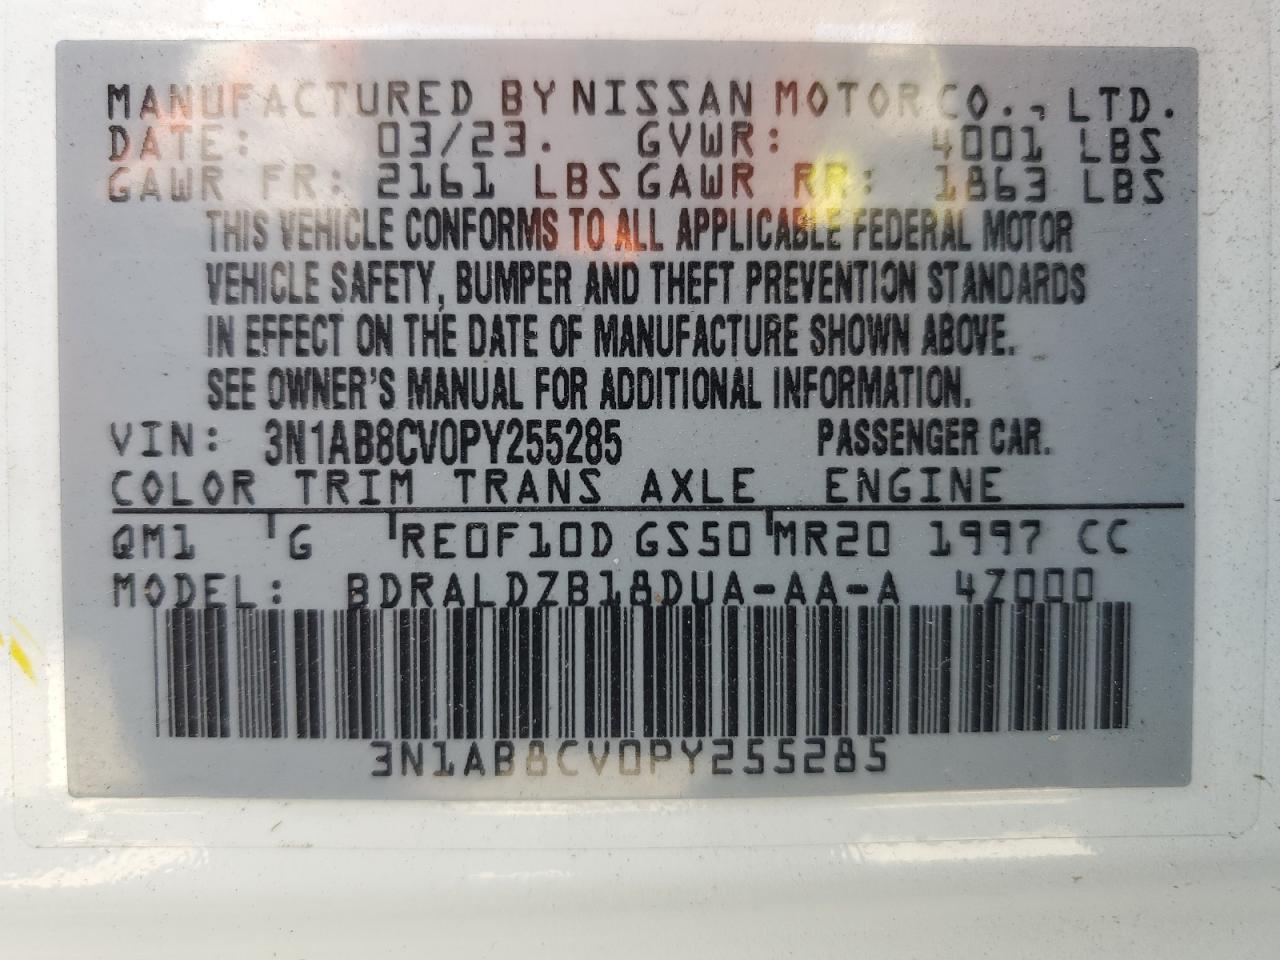 MANUFACTURED BY NISSAN MOTOR CO., LTD.
DATE: 03/23. GVWR: 4001 LBS
GAWR FR: 2161 LBS GAWR RR: 1863 LBS
THIS VEHICLE CONFORMS TO ALL APPLICABLE FEDERAL MOTOR
VEHICLE SAFETY, BUMPER AND THEFT PREVENTION STANDARDS
IN EFFECT ON THE DATE OF MANUFACTURE SHOWN ABOVE.
SEE OWNER'S MANUAL FOR ADDITIONAL INFORMATION.
VIN: 3N1AB8CV0PY255285 PASSENGER CAR.
COLOR TRIM TRANS AXLE ENGINE
QM1 G RE0F10D GS50 MR20 1997 CC
MODEL: BDRALDZB18DUA-AA-A 4Z000
3N1AB8CV0PY255285